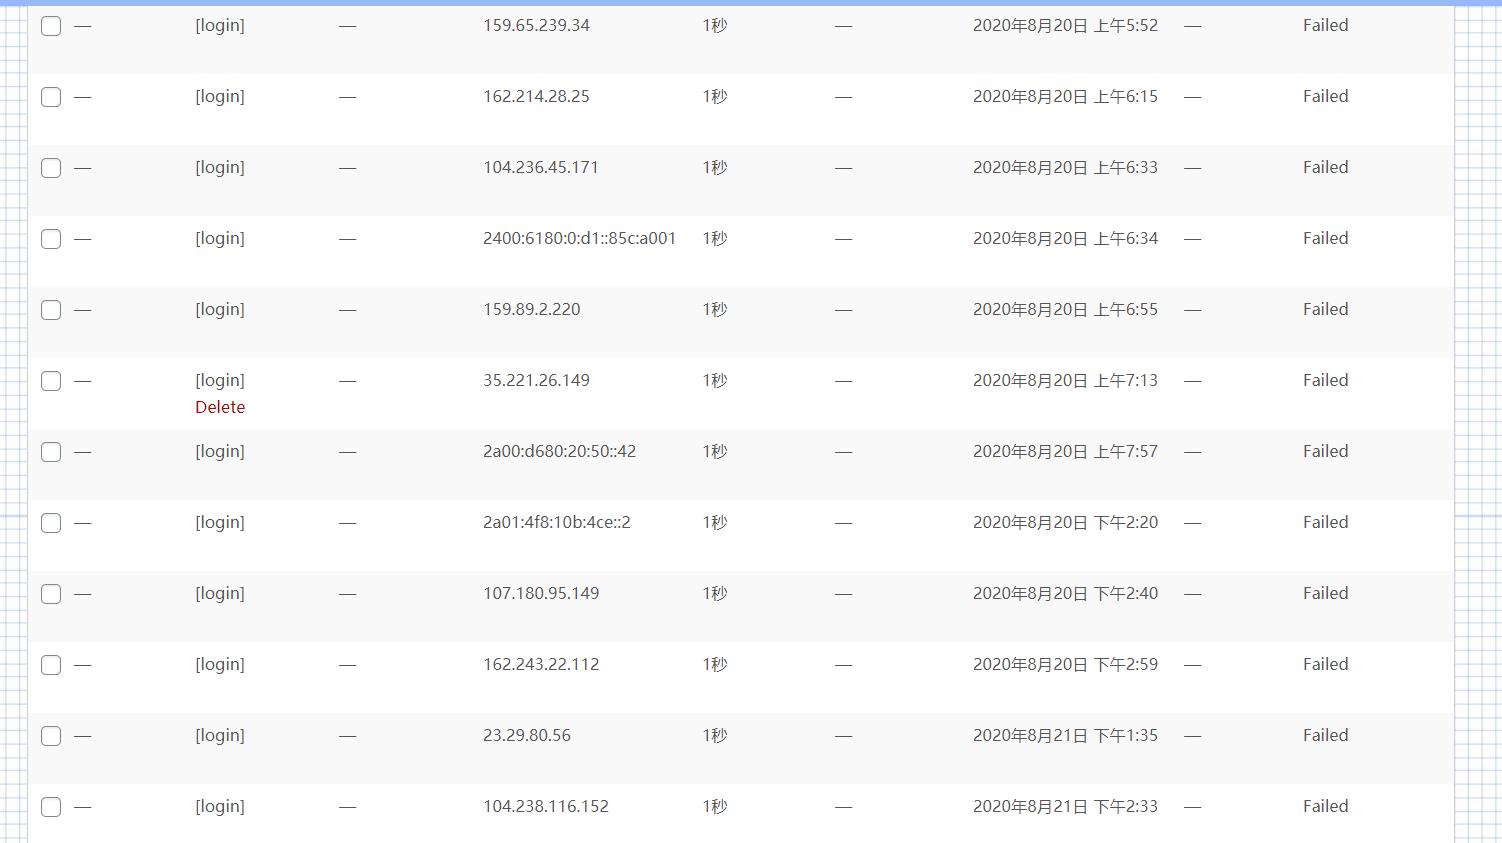 — [login] — 159.65.239.34 1秒 — 2020年8月20日 上午5:52 — Failed
— [login] — 162.214.28.25 1秒 — 2020年8月20日 上午6:15 — Failed
— [login] — 104.236.45.171 1秒 — 2020年8月20日 上午6:33 — Failed
— [login] — 2400:6180:0:d1::85c:a001 1秒 — 2020年8月20日 上午6:34 — Failed
— [login] — 159.89.2.220 1秒 — 2020年8月20日 上午6:55 — Failed
— [login] — 35.221.26.149 1秒 — 2020年8月20日 上午7:13 — Failed
Delete
— [login] — 2a00:d680:20:50::42 1秒 — 2020年8月20日 上午7:57 — Failed
— [login] — 2a01:4f8:10b:4ce::2 1秒 — 2020年8月20日 下午2:20 — Failed
— [login] — 107.180.95.149 1秒 — 2020年8月20日 下午2:40 — Failed
— [login] — 162.243.22.112 1秒 — 2020年8月20日 下午2:59 — Failed
— [login] — 23.29.80.56 1秒 — 2020年8月21日 下午1:35 — Failed
— [login] — 104.238.116.152 1秒 — 2020年8月21日 下午2:33 — Failed